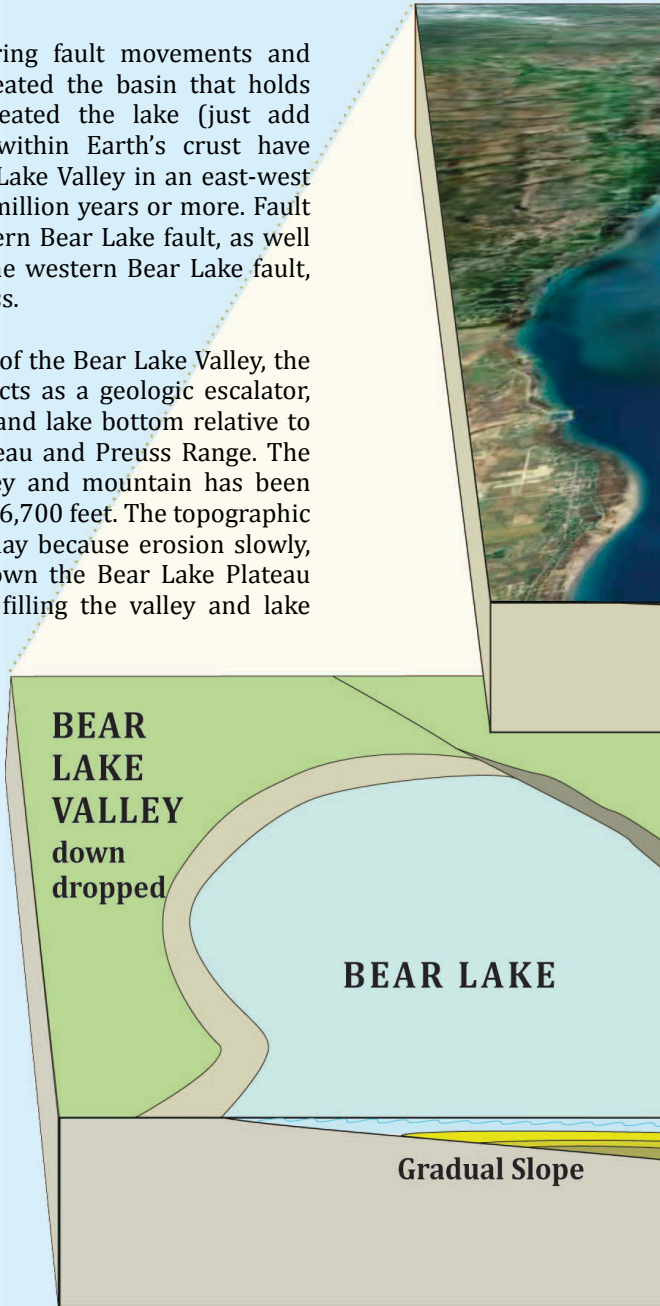 ring fault movements and
eated the basin that holds
eated the lake (just add
within Earth’s crust have
Lake Valley in an east-west
million years or more. Fault
ern Bear Lake fault, as well
e western Bear Lake fault,
ss.
of the Bear Lake Valley, the
cts as a geologic escalator,
and lake bottom relative to
eau and Preuss Range. The
ey and mountain has been
6,700 feet. The topographic
ay because erosion slowly,
own the Bear Lake Plateau
filling the valley and lake
BEAR
LAKE
VALLEY
down
dropped
BEAR LAKE
Gradual Slope